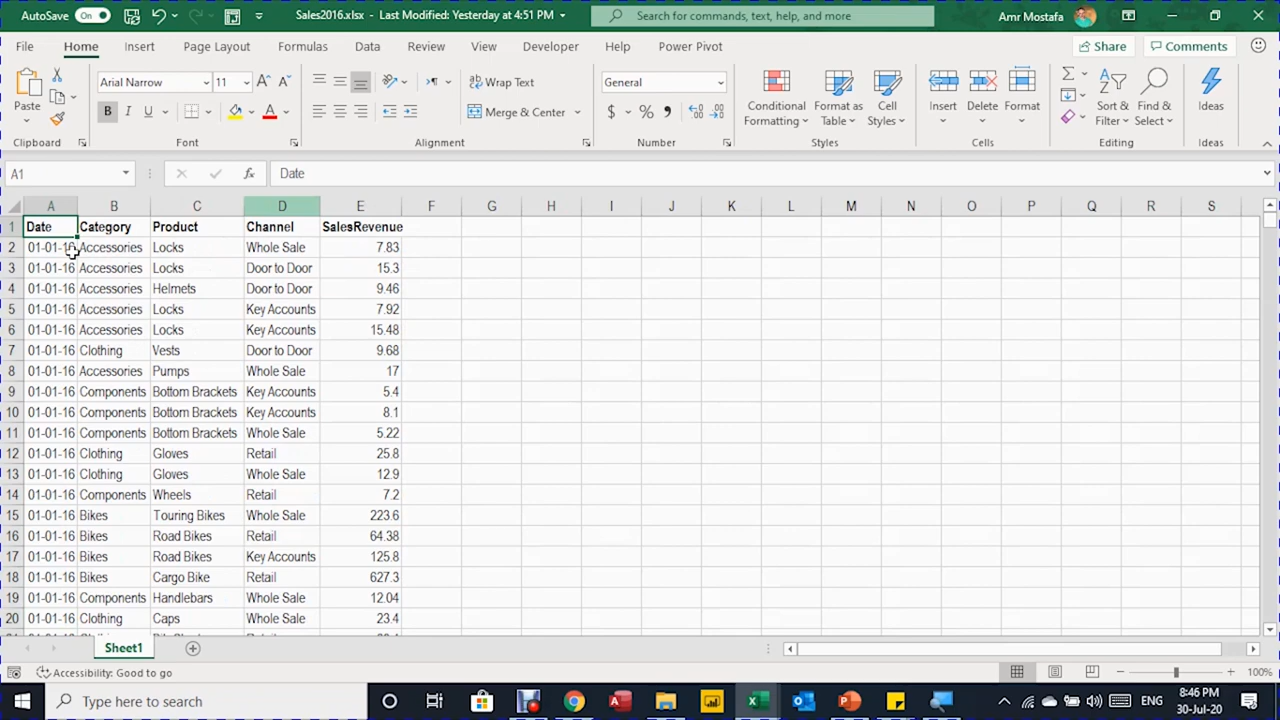 AutoSave On Sales2016.xlsx - Last Modified: Yesterday at 4:51 PM Search for commands, text, help, and more Amr Mostafa
File Home Insert Page Layout Formulas Data Review View Developer Help Power Pivot Share Comments
Paste Arial Narrow 11 Wrap Text General Conditional Formatting Format as Table Cell Styles Insert Delete Format Sort & Filter Find & Select Ideas
B I U A Merge & Center $ % ,
Clipboard Font Alignment Number Styles Cells Editing Ideas
A1 fx Date
A B C D E F G H I J K L M N O P Q R S
1 Date Category Product Channel SalesRevenue
2 01-01-16 Accessories Locks Whole Sale 7.83
3 01-01-16 Accessories Locks Door to Door 15.3
4 01-01-16 Accessories Helmets Door to Door 9.46
5 01-01-16 Accessories Locks Key Accounts 7.92
6 01-01-16 Accessories Locks Key Accounts 15.48
7 01-01-16 Clothing Vests Door to Door 9.68
8 01-01-16 Accessories Pumps Whole Sale 17
9 01-01-16 Components Bottom Brackets Key Accounts 5.4
10 01-01-16 Components Bottom Brackets Key Accounts 8.1
11 01-01-16 Components Bottom Brackets Whole Sale 5.22
12 01-01-16 Clothing Gloves Retail 25.8
13 01-01-16 Clothing Gloves Whole Sale 12.9
14 01-01-16 Components Wheels Retail 7.2
15 01-01-16 Bikes Touring Bikes Whole Sale 223.6
16 01-01-16 Bikes Road Bikes Retail 64.38
17 01-01-16 Bikes Road Bikes Key Accounts 125.8
18 01-01-16 Bikes Cargo Bike Retail 627.3
19 01-01-16 Components Handlebars Whole Sale 12.04
20 01-01-16 Clothing Caps Whole Sale 23.4
Sheet1
Accessibility: Good to go 100%
Type here to search ENG 8:46 PM
30-Jul-20